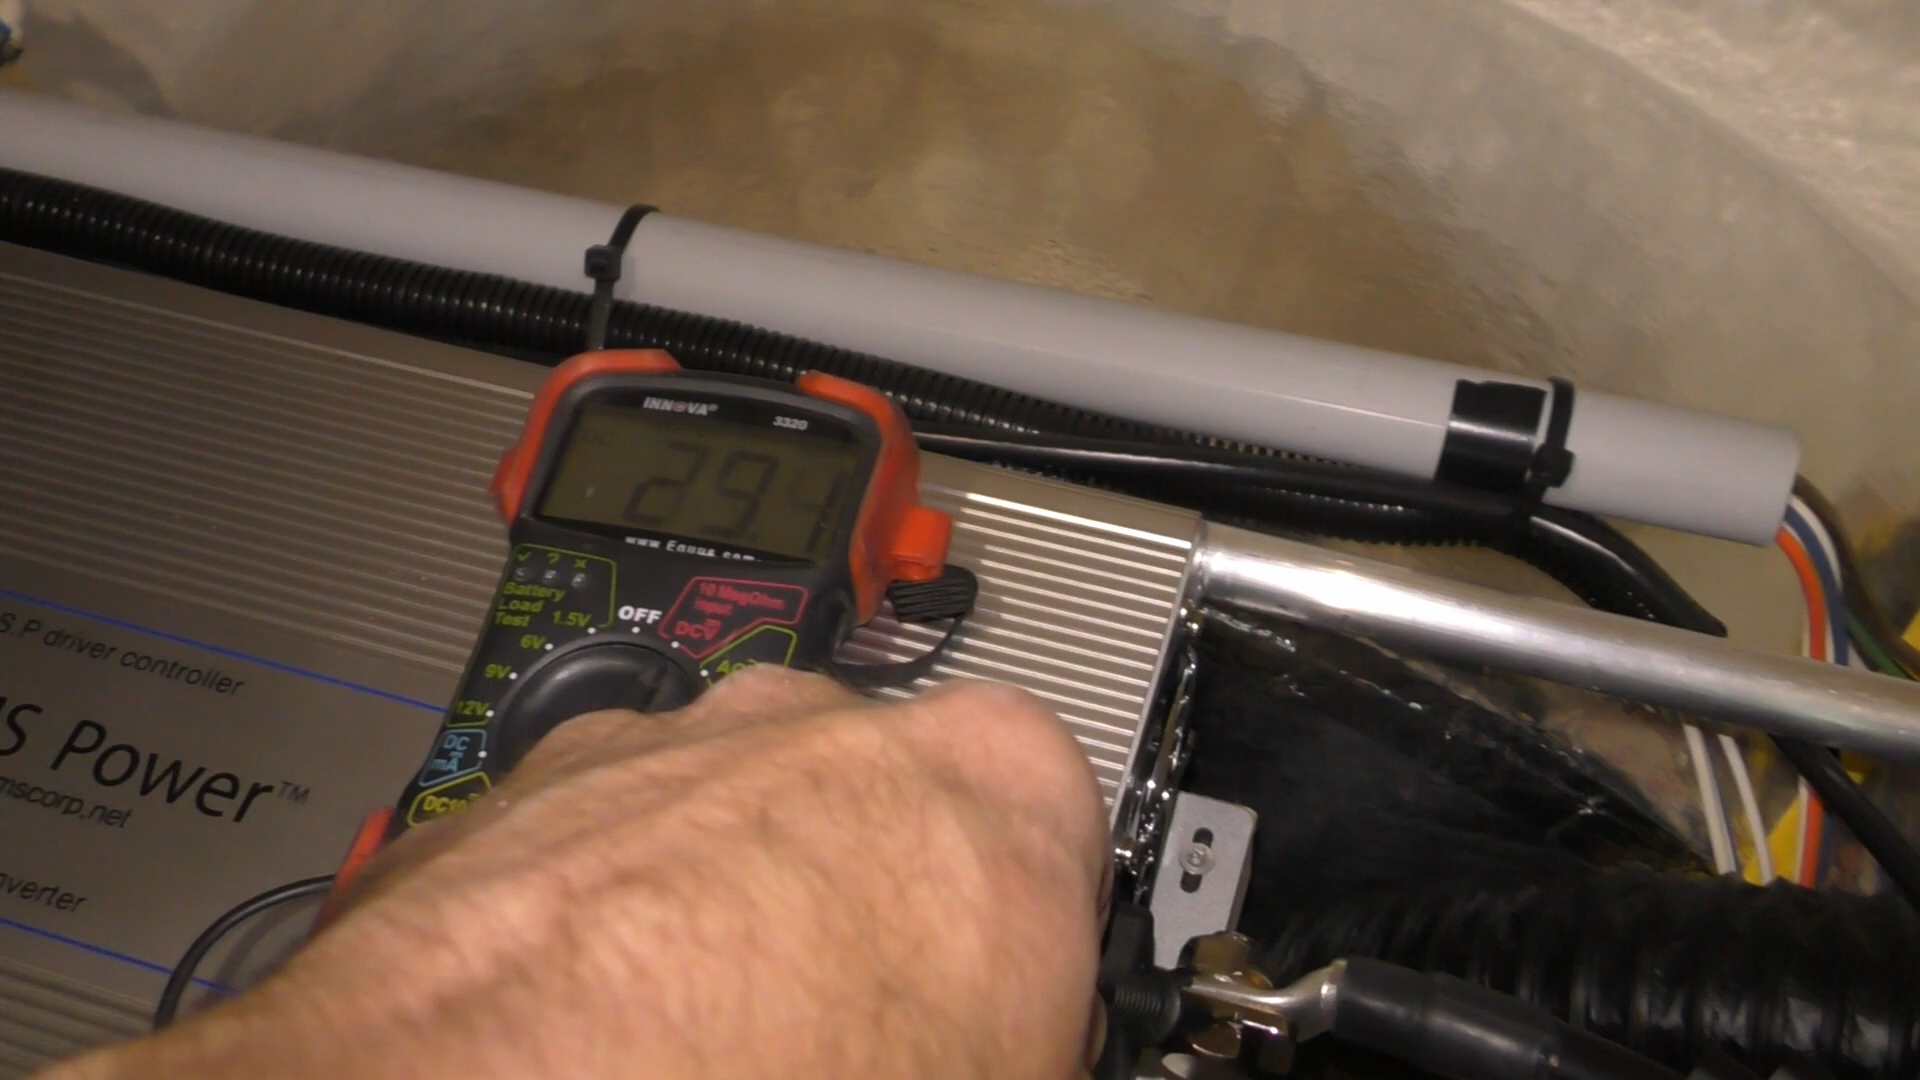 INNOVA®
3320
29.4
www.Equus.com
Battery
Load
Test
1.5V
6V
9V
12V
DC
mA
OFF
10 MegOhm
Input
DCV
S.P driver controller
S Power™
mscorp.net
verter